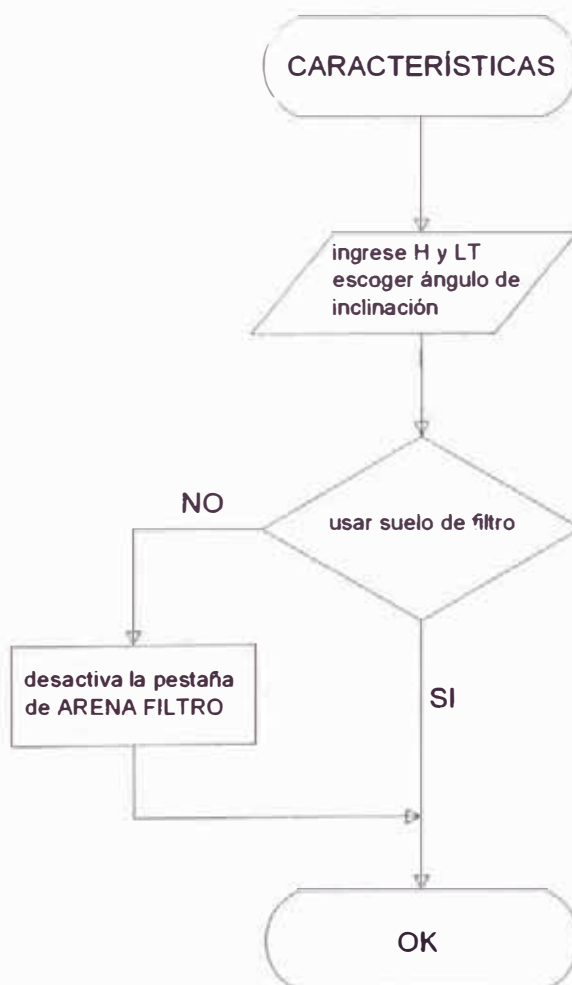 CARACTERÍSTICAS
ingrese H y LT
escoger ángulo de
inclinación
usar suelo de filtro
NO
desactiva la pestaña
de ARENA FILTRO
SI
OK